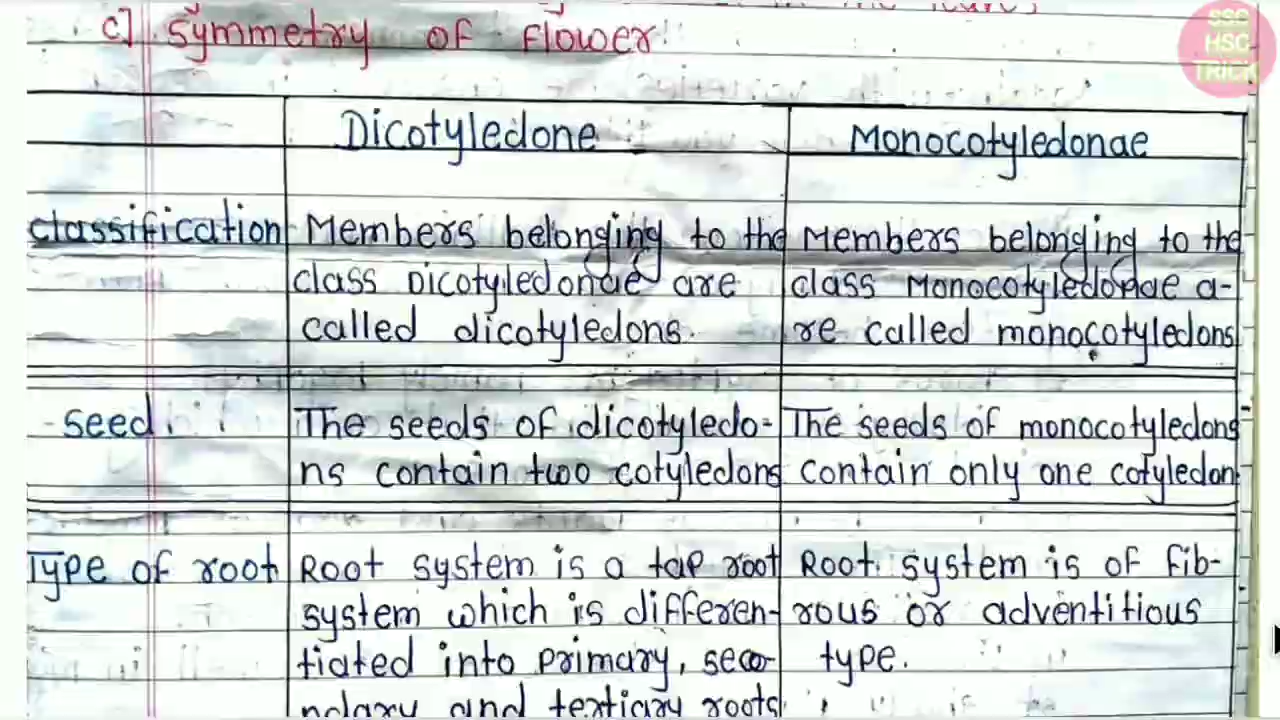 c] Symmetry of flower
SSC
HSC
TRICK
Dicotyledone Monocotyledonae
classification Members belonging to the Members belonging to the
class Dicotyledonae are class Monocotyledonae a-
called dicotyledons. re called monocotyledons
seed. The seeds of dicotyledo- The seeds of monocotyledons
ns contain two cotyledons contain only one cotyledon
Type of root Root system is a tap root Root system is of fib-
system which is differen- rous or adventitious
tiated into primary, seco- type.
ndary and tertiary roots